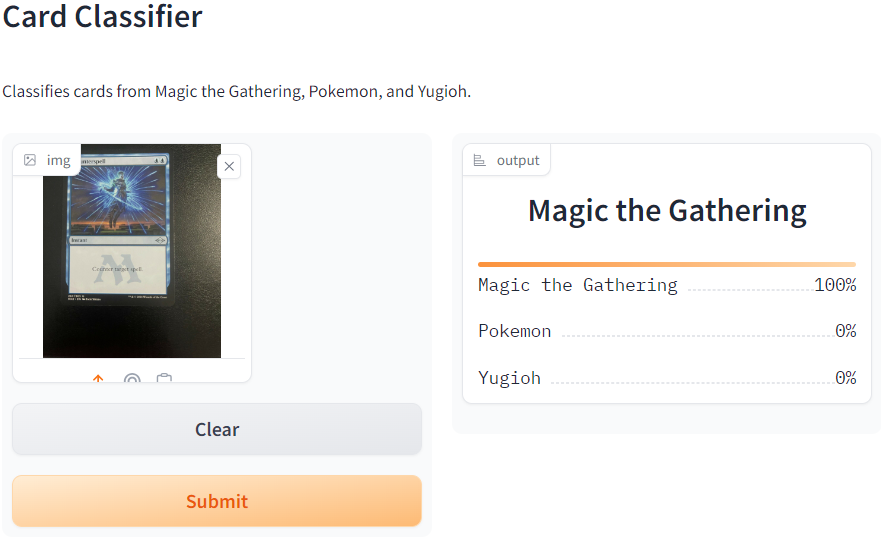 Card Classifier
Classifies cards from Magic the Gathering, Pokemon, and Yugioh.
img
Instant
Counter target spell.
Clear
Submit
output
Magic the Gathering
Magic the Gathering 100%
Pokemon 0%
Yugioh 0%